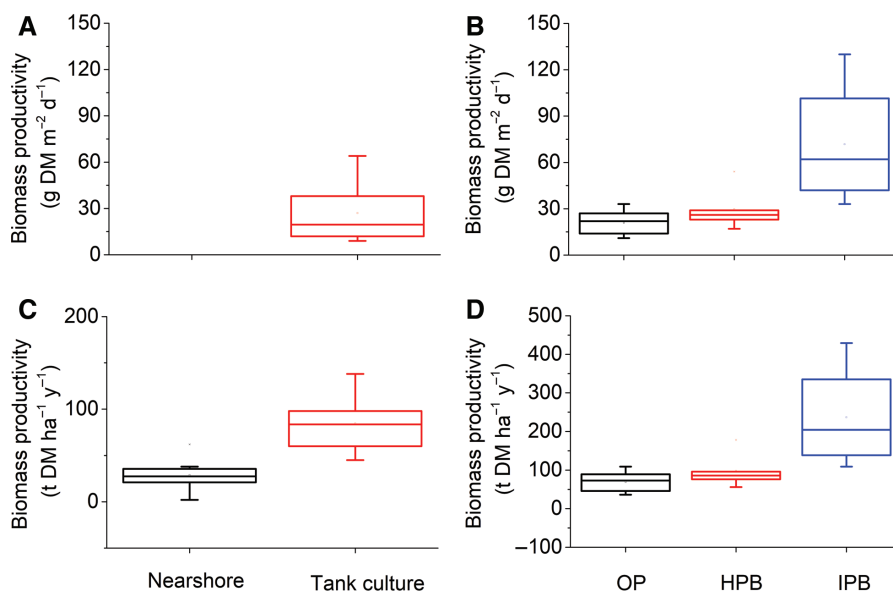 A
150
120
90
60
30
0
Biomass productivity
(g DM m⁻² d⁻¹)
B
150
120
90
60
30
0
Biomass productivity
(g DM m⁻² d⁻¹)
C
200
100
0
Biomass productivity
(t DM ha⁻¹ y⁻¹)
Nearshore Tank culture
D
500
400
300
200
100
0
−100
Biomass productivity
(t DM ha⁻¹ y⁻¹)
OP HPB IPB